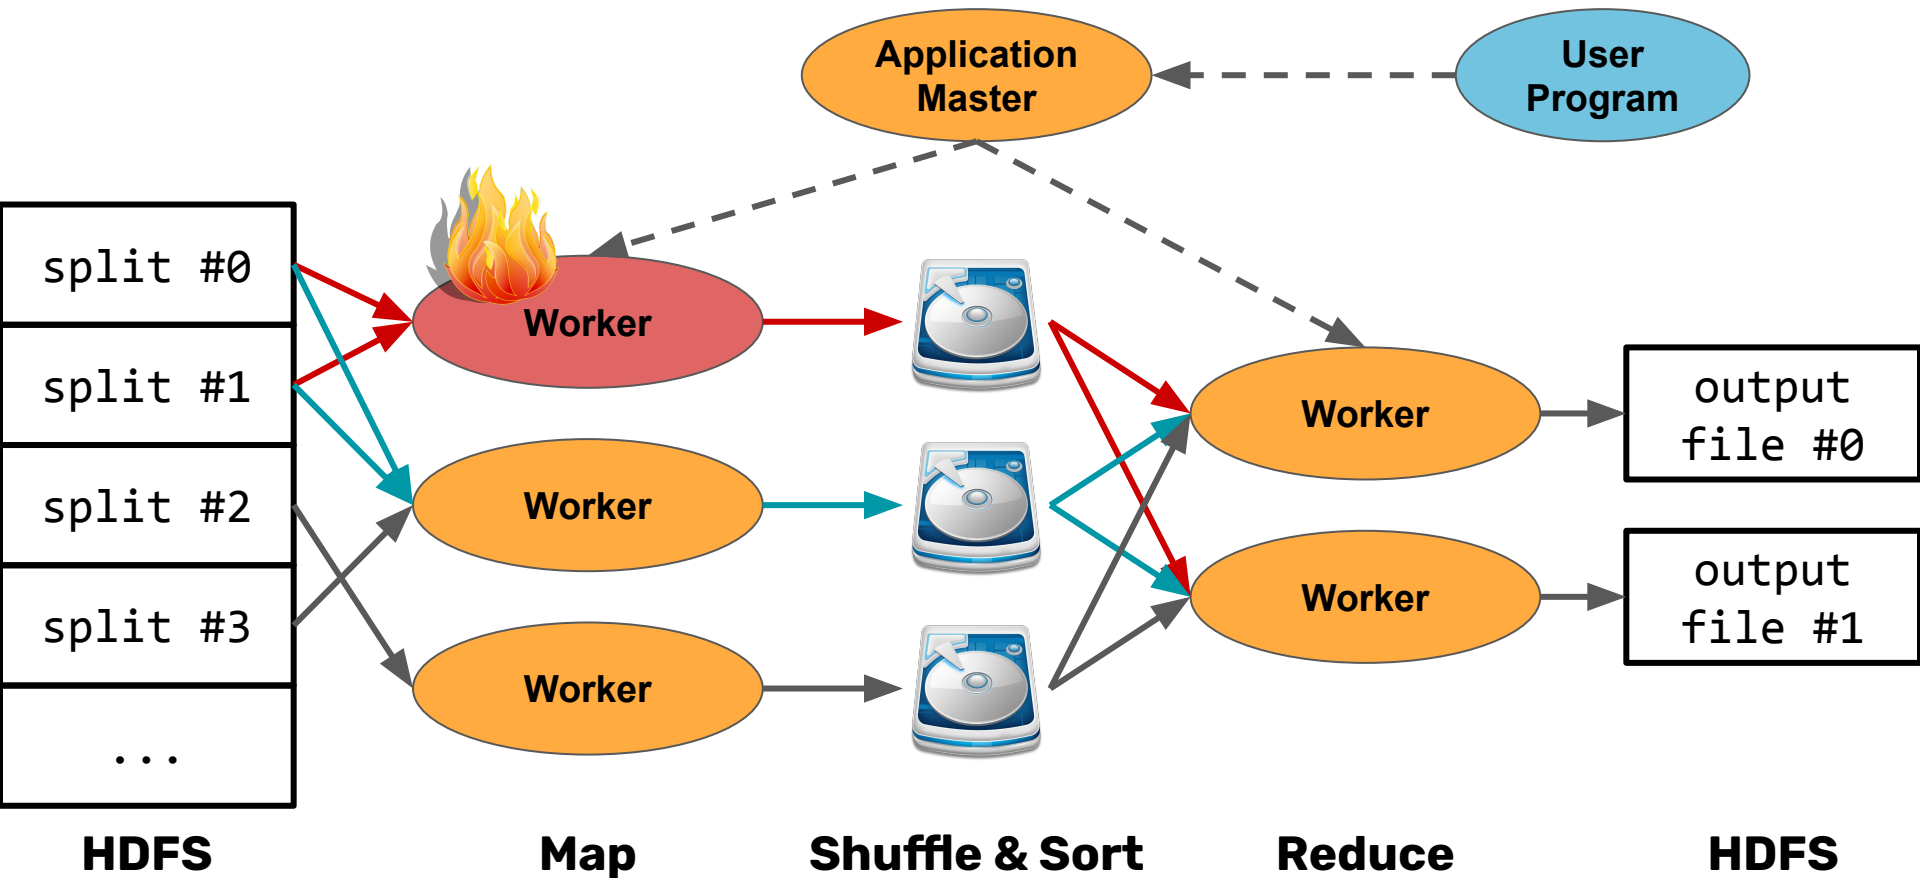 Application
Master
User
Program
split #0
split #1
split #2
split #3
...
Worker
Worker
Worker
Worker
Worker
output
file #0
output
file #1
HDFS
Map
Shuffle & Sort
Reduce
HDFS